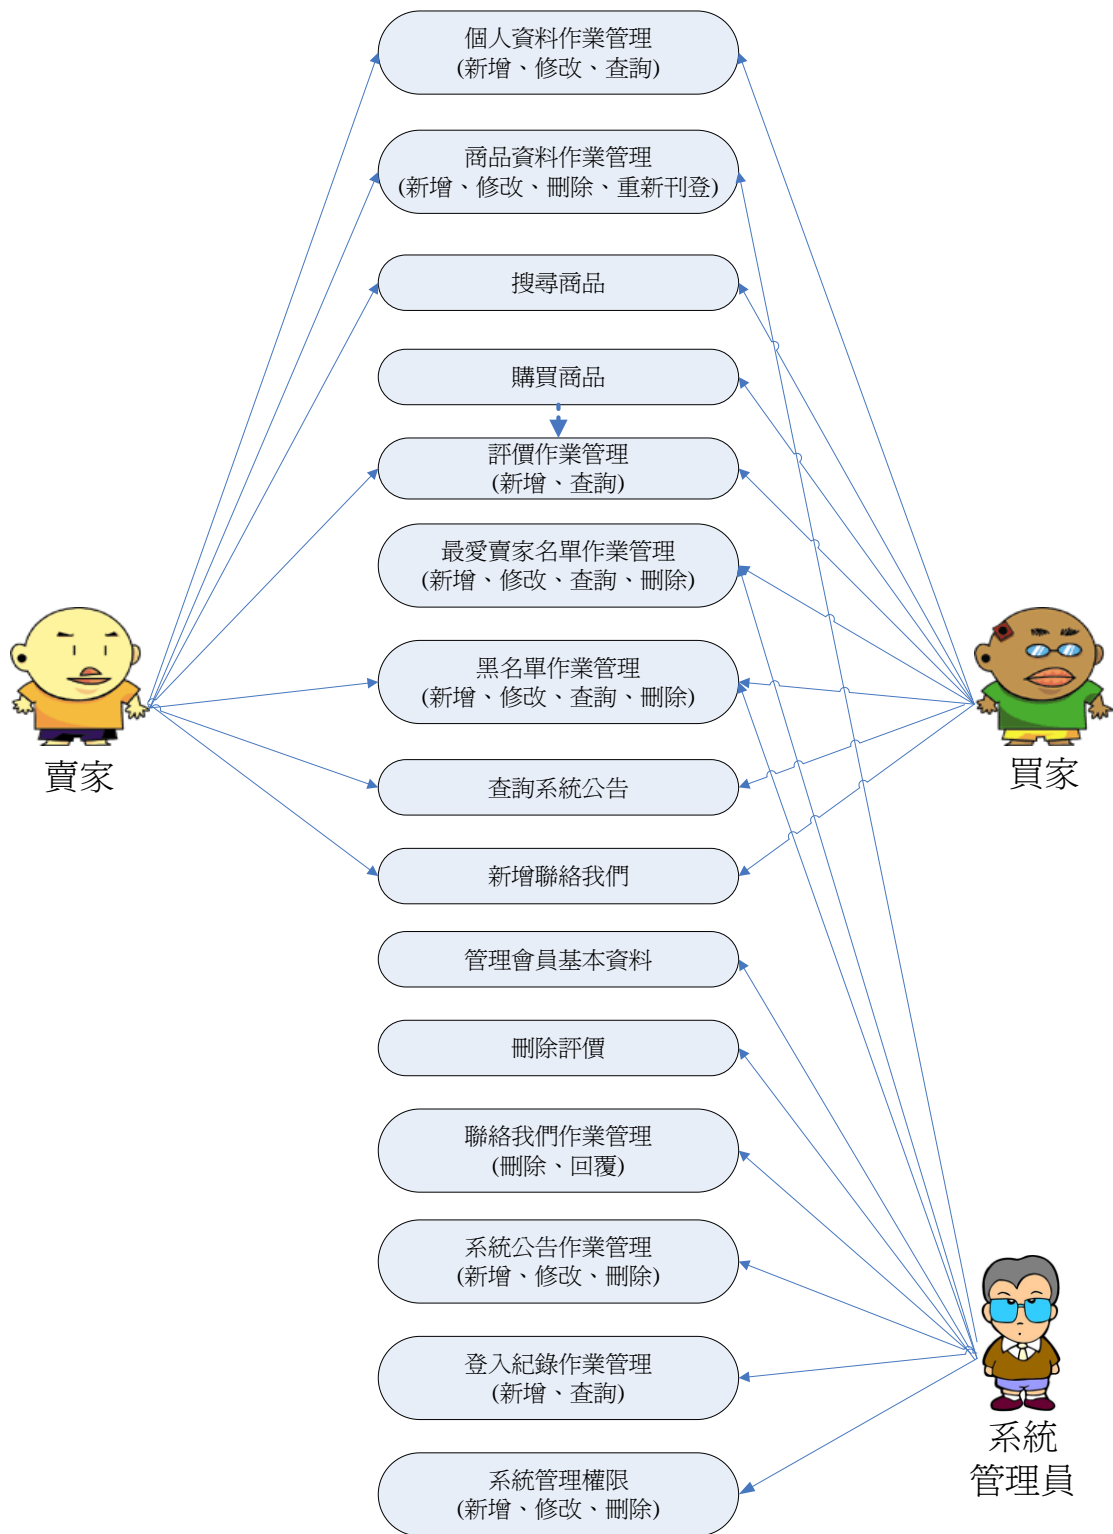 個人資料作業管理
(新增、修改、查詢)
商品資料作業管理
(新增、修改、刪除、重新刊登)
搜尋商品
購買商品
評價作業管理
(新增、查詢)
最愛賣家名單作業管理
(新增、修改、查詢、刪除)
黑名單作業管理
(新增、修改、查詢、刪除)
賣家
買家
查詢系統公告
新增聯絡我們
管理會員基本資料
刪除評價
聯絡我們作業管理
(刪除、回覆)
系統公告作業管理
(新增、修改、刪除)
登入紀錄作業管理
(新增、查詢)
系統
管理員
系統管理權限
(新增、修改、刪除)